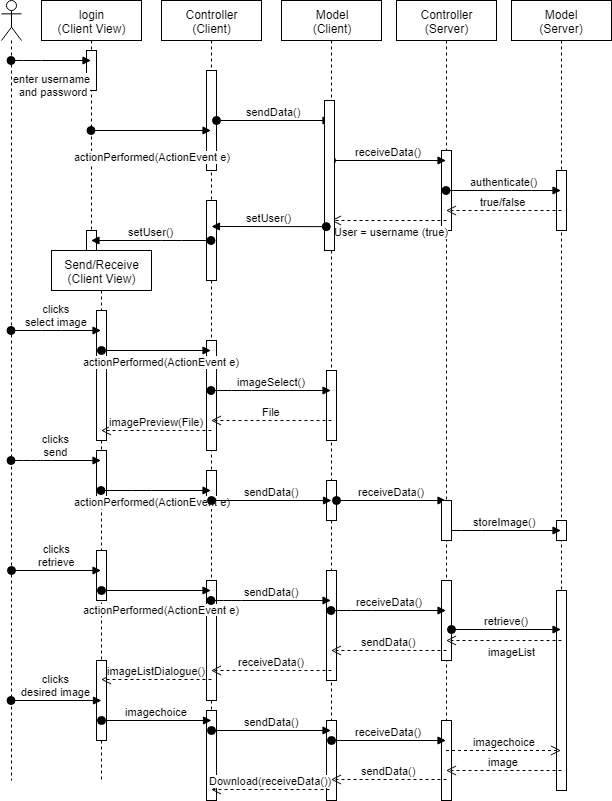 login
(Client View)
Controller
(Client)
Model
(Client)
Controller
(Server)
Model
(Server)
enter username
and password
sendData()
actionPerformed(ActionEvent e)
receiveData()
authenticate()
true/false
setUser()
User = username (true)
setUser()
Send/Receive
(Client View)
clicks
select image
actionPerformed(ActionEvent e)
imageSelect()
File
imagePreview(File)
clicks
send
actionPerformed(ActionEvent e)
sendData()
receiveData()
storeImage()
clicks
retrieve
actionPerformed(ActionEvent e)
sendData()
receiveData()
retrieve()
imageList
sendData()
receiveData()
imageListDialogue()
clicks
desired image
imagechoice
sendData()
receiveData()
imagechoice
image
sendData()
Download(receiveData())